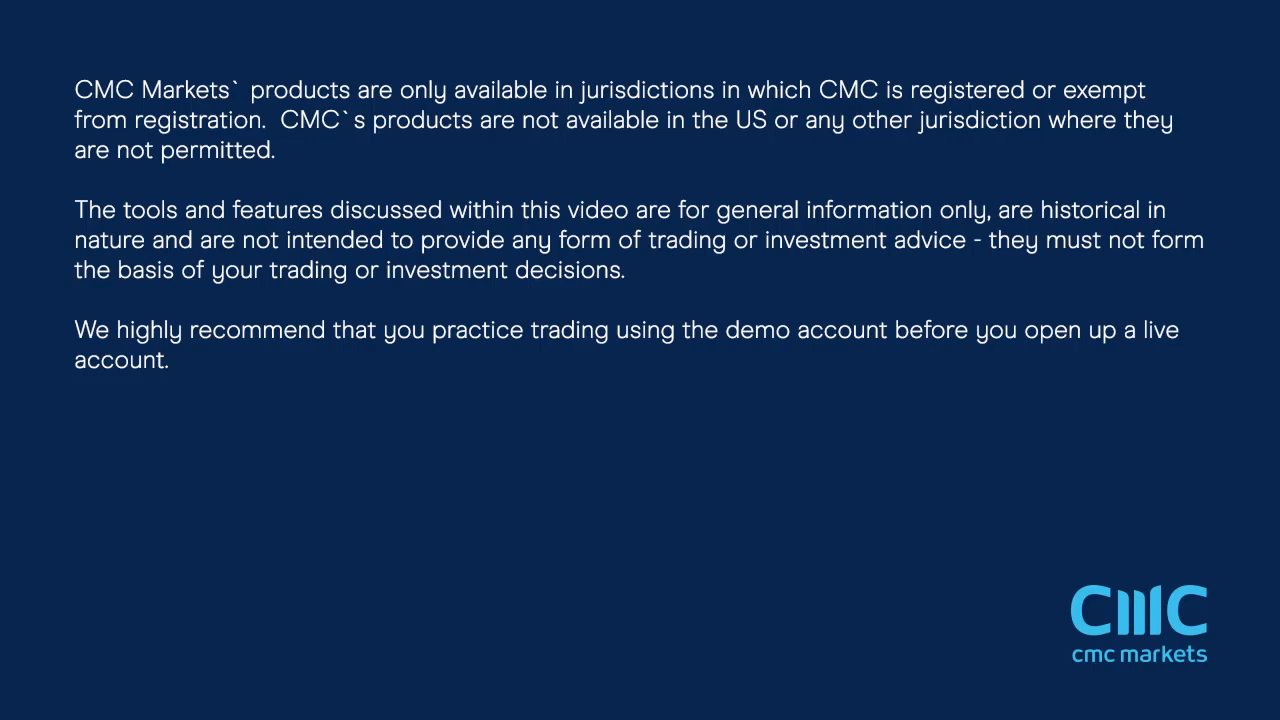 CMC Markets` products are only available in jurisdictions in which CMC is registered or exempt
from registration.  CMC`s products are not available in the US or any other jurisdiction where they
are not permitted.
The tools and features discussed within this video are for general information only, are historical in
nature and are not intended to provide any form of trading or investment advice - they must not form
the basis of your trading or investment decisions.
We highly recommend that you practice trading using the demo account before you open up a live
account.
CMC
cmc markets